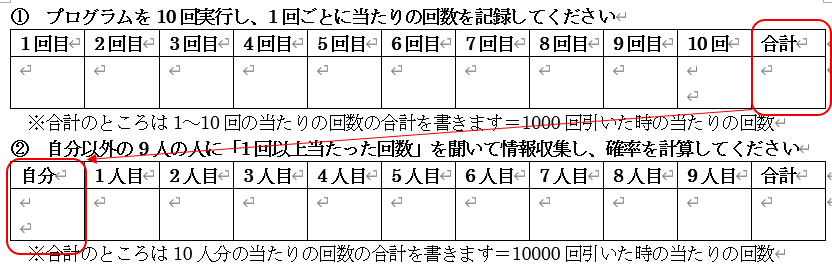 ① プログラムを 10 回実行し、1 回ごとに当たりの回数を記録してください↵
1 回目↵ 2 回目↵ 3 回目↵ 4 回目↵ 5 回目↵ 6 回目↵ 7 回目↵ 8 回目↵ 9 回目↵ 10 回↵ 合計↵
※合計のところは 1～10 回の当たりの回数の合計を書きます＝1000 回引いた時の当たりの回数
② 自分以外の 9 人の人に「1 回以上当たった回数」を聞いて情報収集し、確率を計算してください↵
自分↵ 1 人目↵ 2 人目↵ 3 人目↵ 4 人目↵ 5 人目↵ 6 人目↵ 7 人目↵ 8 人目↵ 9 人目↵ 合計↵
※合計のところは 10 人分の当たりの回数の合計を書きます＝10000 回引いた時の当たりの回数↵